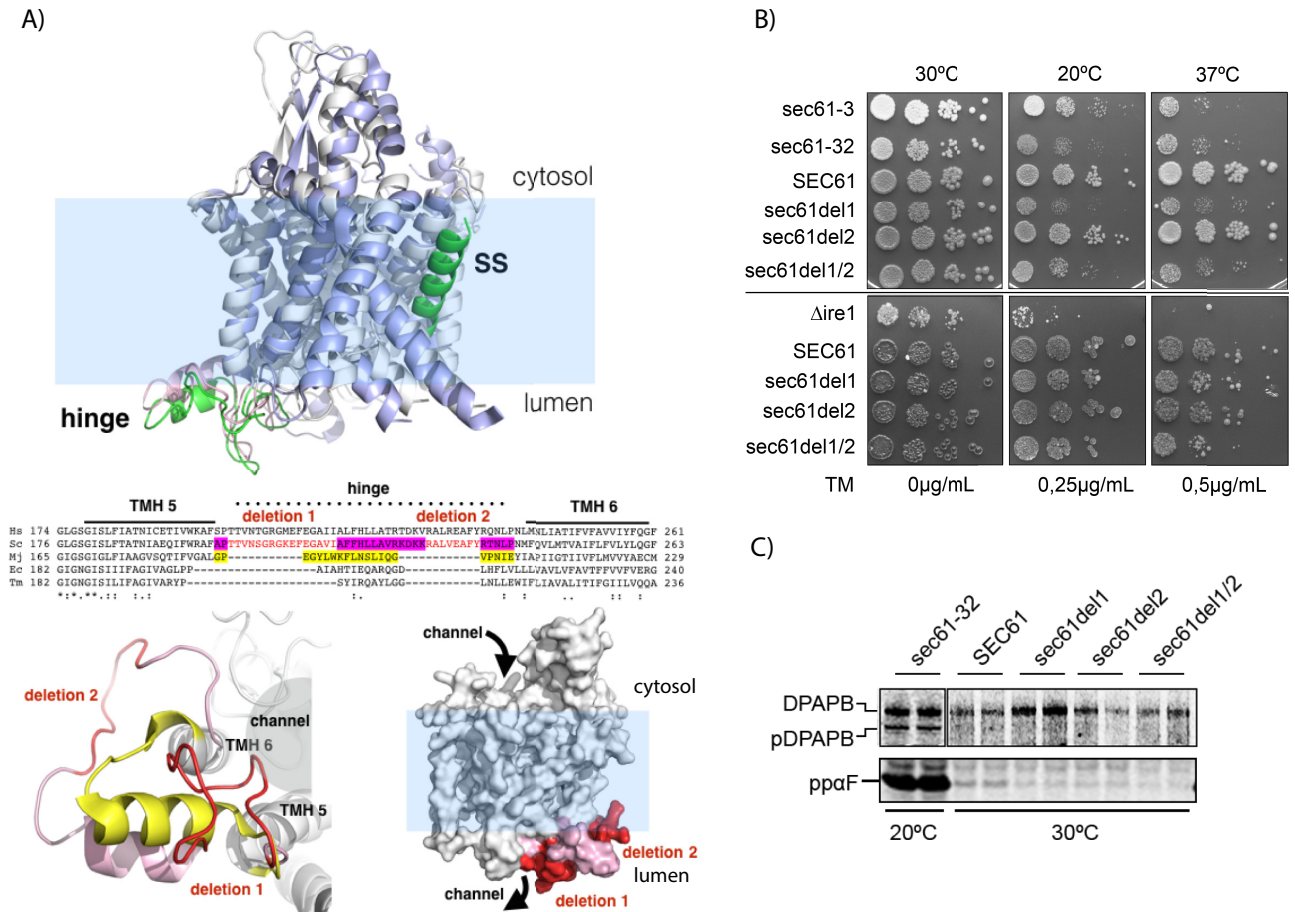 A)
cytosol
SS
hinge
lumen
hinge
TMH 5
deletion 1
deletion 2
TMH 6
Hs 174 GLGSGISLFIATNICETIVWKAFSPTTVNTGRGMEFEGAIIALFHLLATRTDKVRALREAFYRQNLPNLMNLIATIFVFAVVIYFQGF 261
Sc 176 GLGSGISLFIATNIAEQIFWRAFAPTTVNSGRGKEFEGAVIAFFHLLAVRKDKKRALVEAFYRTNLPNMFQVLMTVAIFLFVLYLQGF 263
Mj 165 GLGSGIGLFIAAGVSQTIFVGALGP-----------EGYLWKFLNSLIQG-----------VPNIEYIAPIIGTIIVFLMVVYAECM 229
Ec 182 GIGNGISLIIFAGIVAGLPP----------------AIAHTIEQARQGD-----------LHFLVLLLVAVLVFAVTFFVVFVERG 240
Tm 182 GIGNGISILIFAGIVARYP-----------------SYIRQAYLGG-----------LNLLEWIFLIAVALITIFGIILVQQA 236
deletion 2
channel
TMH 6
TMH 5
deletion 1
channel
cytosol
deletion 2
lumen
channel
deletion 1
B)
30ºC 20ºC 37ºC
sec61-3
sec61-32
SEC61
sec61del1
sec61del2
sec61del1/2
Δire1
SEC61
sec61del1
sec61del2
sec61del1/2
TM 0µg/mL 0,25µg/mL 0,5µg/mL
C)
sec61-32
SEC61
sec61del1
sec61del2
sec61del1/2
DPAPB
pDPAPB
ppαF
20ºC 30ºC